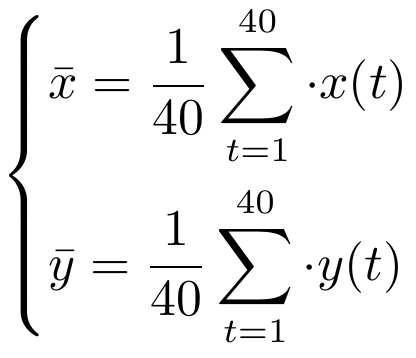 x̄ = 1/40 ∑_{t=1}^{40} ·x(t)
ȳ = 1/40 ∑_{t=1}^{40} ·y(t)